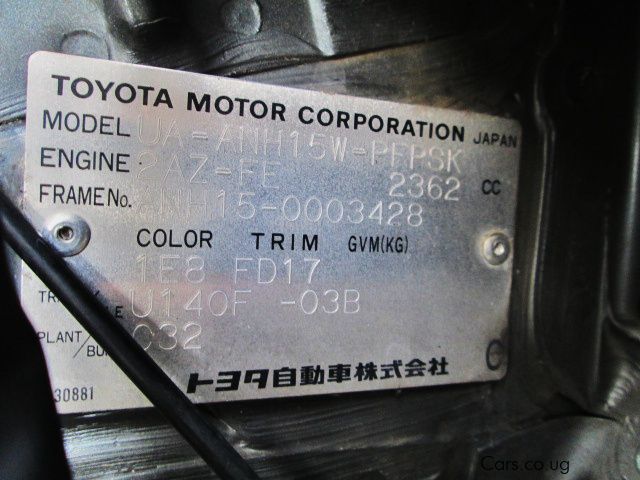 TOYOTA MOTOR CORPORATION JAPAN
MODEL UA-ANH15W-PFPSK
ENGINE 2AZ-FE 2362 CC
FRAME No. ANH15-0003428
COLOR TRIM GVM(KG)
1E8 FD17
U140F -03B
PLANT/ C32
C
トヨタ自動車株式会社
30881
Cars.co.ug